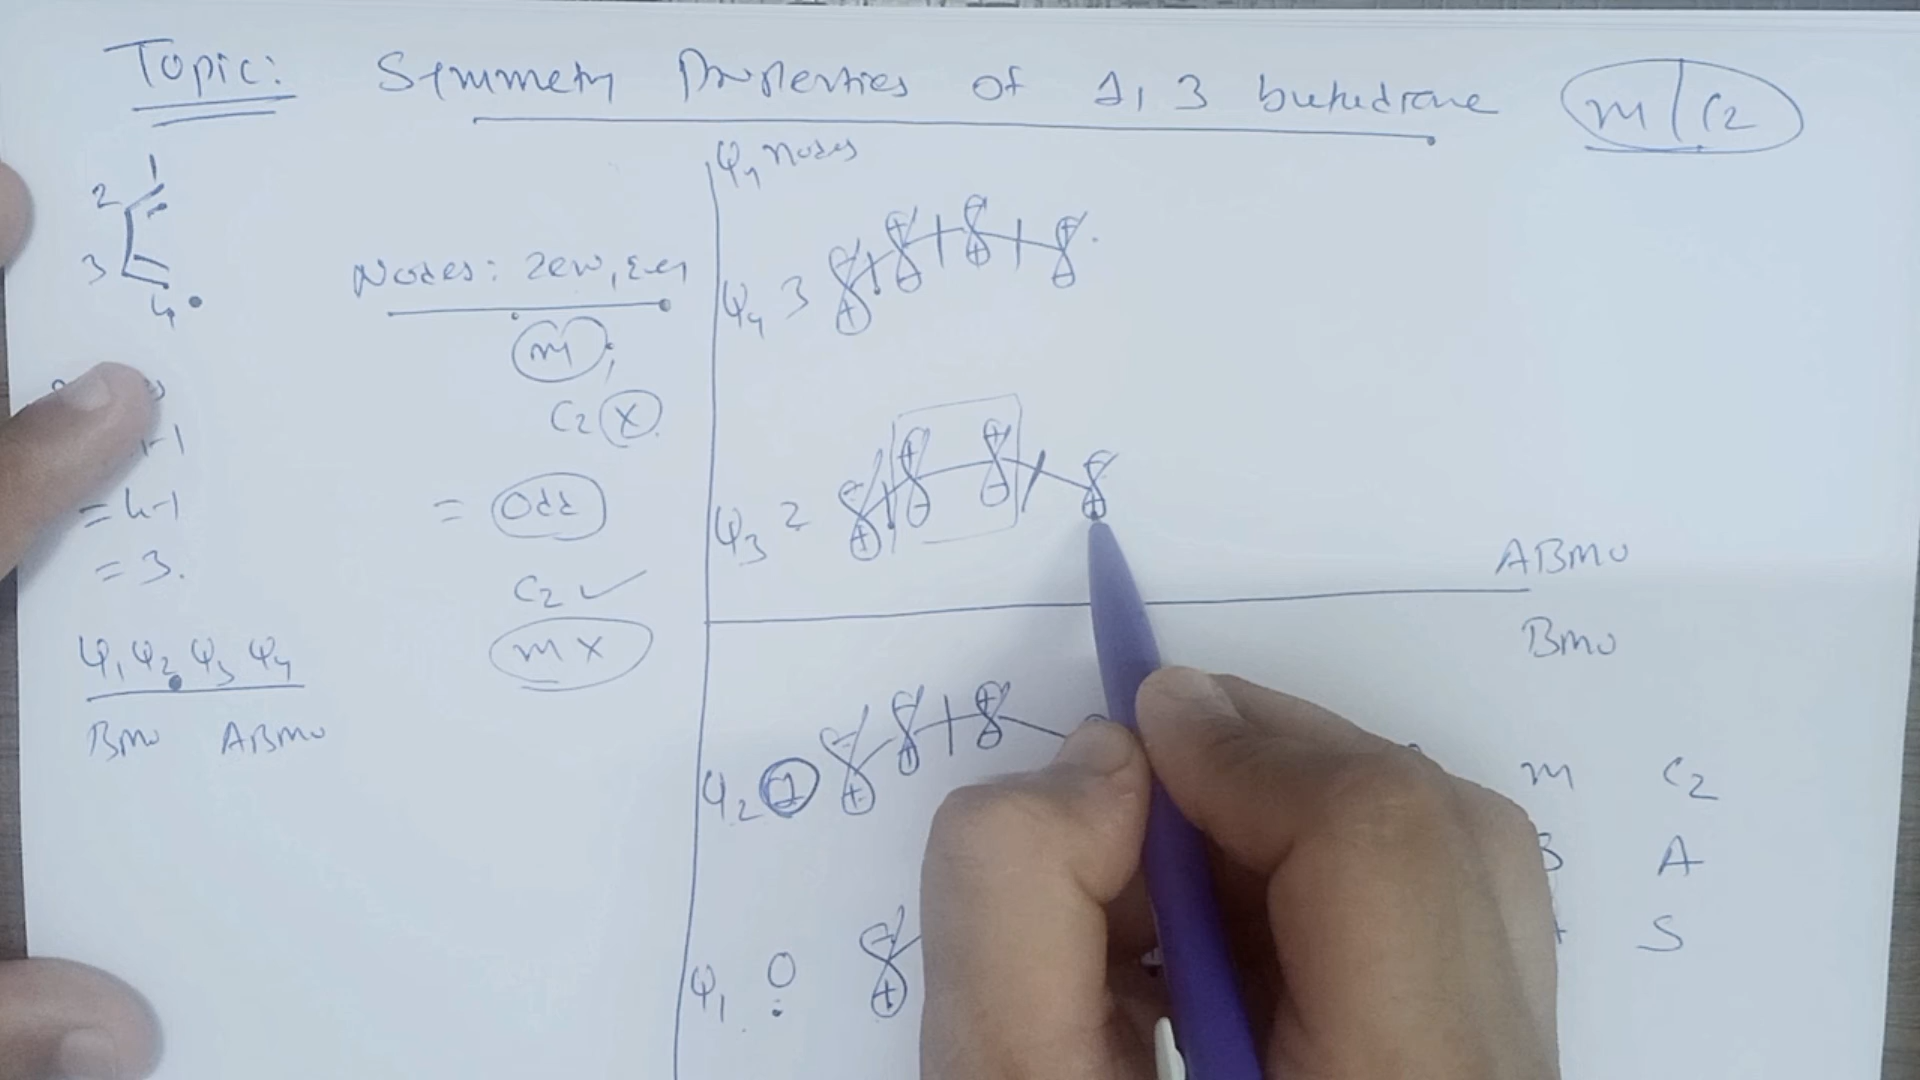 Topic: Symmetry Properties of 1,3 butadiene m/C2
1
2
3
4
Nodes: Zero, Even
m;
C2 X
n-1
= 4-1
= 3.
= Odd
C2 ✓
m X
Ψ1 Ψ2 Ψ3 Ψ4
BMO ABMO
Ψ4 Nodes
Ψ4 3
Ψ3 2
ABMO
BMO
Ψ2 1
m C2
A
S
Ψ1 0